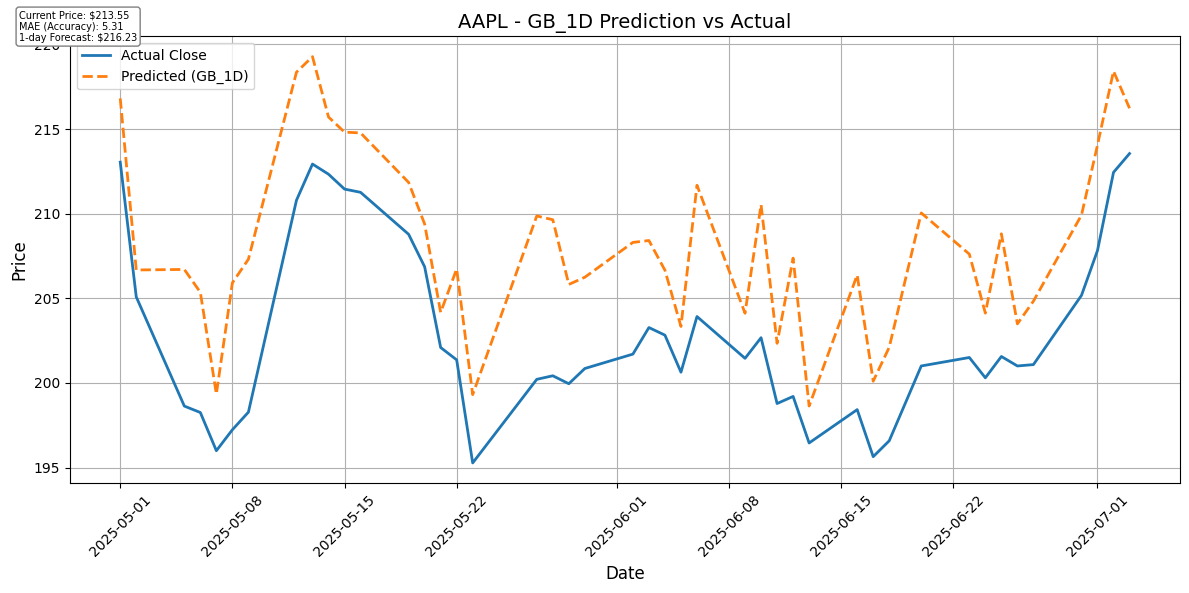 AAPL - GB_1D Prediction vs Actual
Current Price: $213.55
MAE (Accuracy): 5.31
1-day Forecast: $216.23
Actual Close
Predicted (GB_1D)
Price
220
215
210
205
200
195
2025-05-01
2025-05-08
2025-05-15
2025-05-22
2025-06-01
2025-06-08
2025-06-15
2025-06-22
2025-07-01
Date